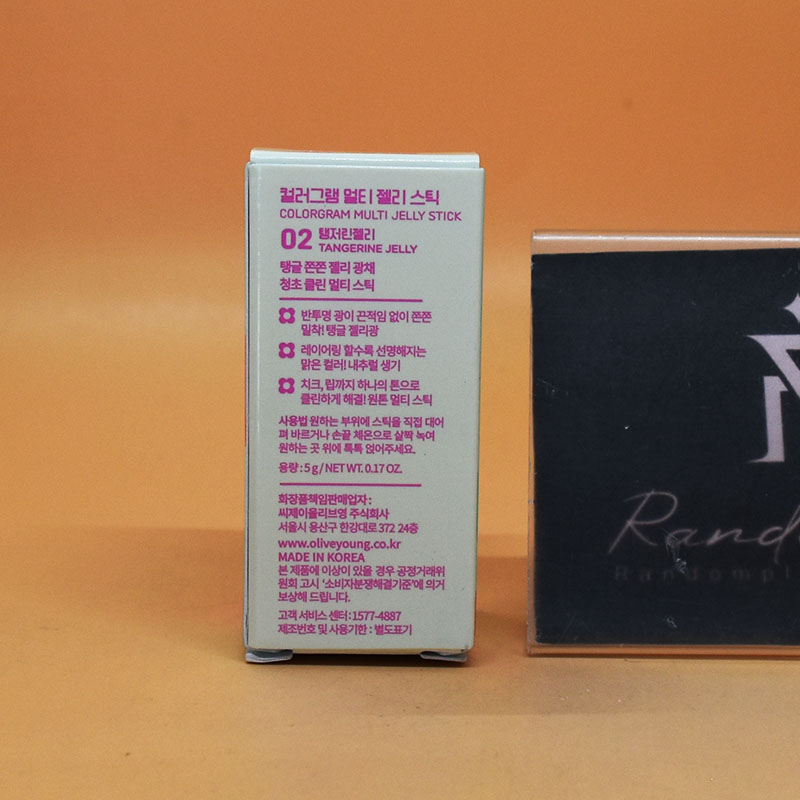 컬러그램 멀티 젤리 스틱
COLORGRAM MULTI JELLY STICK
02 탱저린젤리
TANGERINE JELLY
탱글 쫀쫀 젤리 광채
청초 클린 멀티 스틱
반투명 광이 끈적임 없이 쫀쫀
밀착! 탱글 젤리광
레이어링 할수록 선명해지는
맑은 컬러! 내추럴 생기
치크, 립까지 하나의 톤으로
클린하게 해결! 원톤 멀티 스틱
사용법 원하는 부위에 스틱을 직접 대어
펴 바르거나 손끝 체온으로 살짝 녹여
원하는 곳 위에 톡톡 얹어주세요.
용량 : 5 g / NET WT. 0.17 OZ.
화장품책임판매업자 :
씨제이올리브영 주식회사
서울시 용산구 한강대로 372 24층
www.oliveyoung.co.kr
MADE IN KOREA
본 제품에 이상이 있을 경우 공정거래위
원회 고시 '소비자분쟁해결기준'에 의거
보상해 드립니다.
고객 서비스 센터 : 1577-4887
제조번호 및 사용기한 : 별도표기
Rand
Randompl